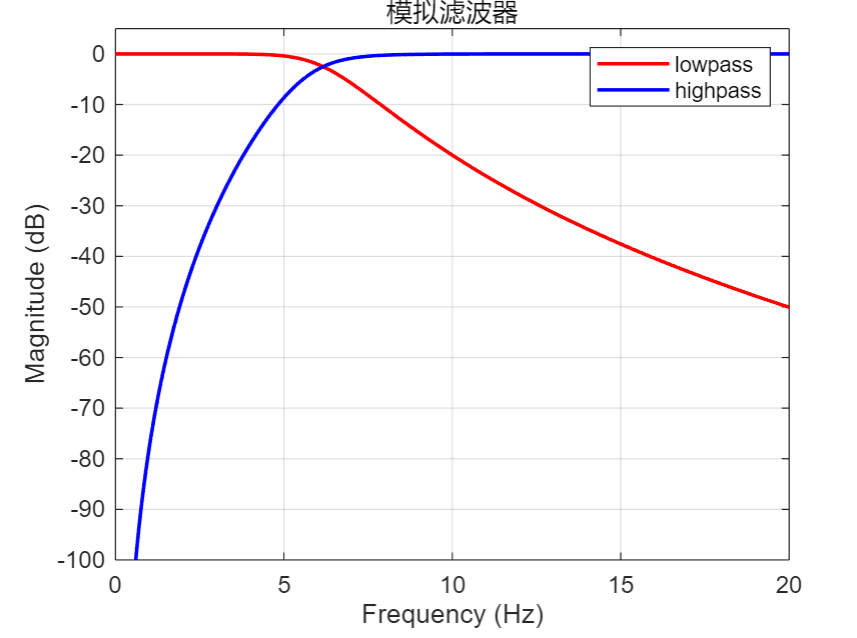 模拟滤波器
lowpass
highpass
Magnitude (dB)
0
-10
-20
-30
-40
-50
-60
-70
-80
-90
-100
0 5 10 15 20
Frequency (Hz)